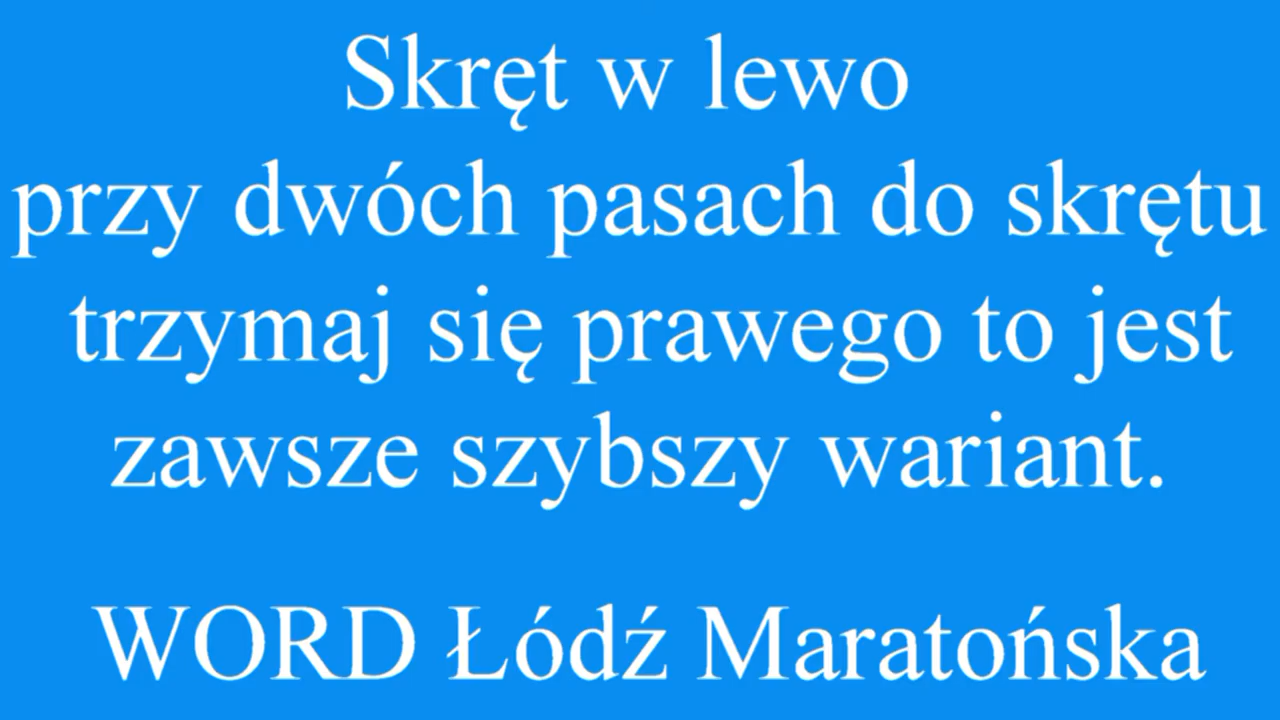 Skręt w lewo
przy dwóch pasach do skrętu
trzymaj się prawego to jest
zawsze szybszy wariant.
WORD Łódź Maratońska